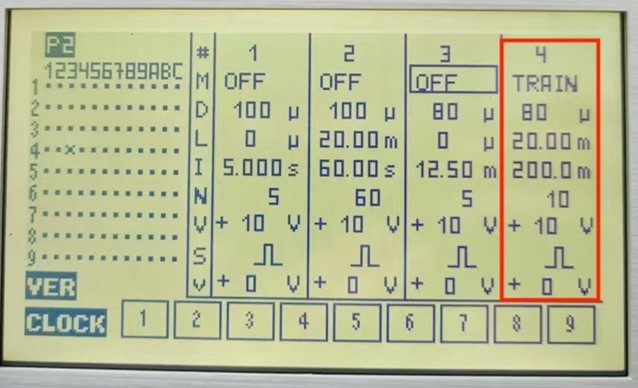 P2 # 1 2 3 4
123456789ABC M OFF OFF OFF TRAIN
1 D 100 μ 100 μ 80 μ 80 μ
2 L 0 μ 20.00 m 0 μ 20.00 m
3 I 5.000 s 60.00 s 12.50 m 200.0 m
4 x N 5 60 5 10
5 V + 10 V + 10 V + 10 V + 10 V
6 S
7 v + 0 V + 0 V + 0 V + 0 V
8
9
VER
CLOCK 1 2 3 4 5 6 7 8 9